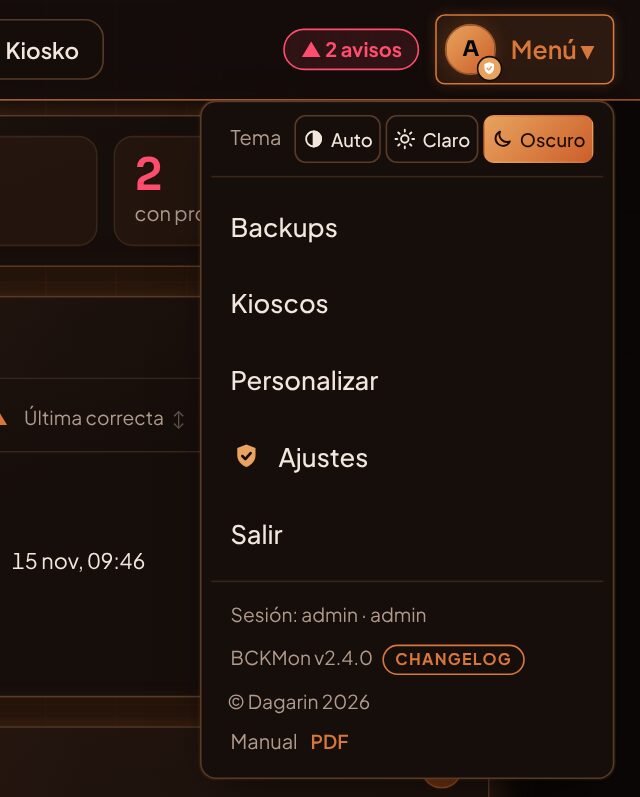 Kiosko
▲ 2 avisos
A
Menú ▾
Tema
Auto
Claro
Oscuro
2
con pro
Backups
Kioscos
Personalizar
Última correcta
Ajustes
15 nov, 09:46
Salir
Sesión: admin · admin
BCKMon v2.4.0 CHANGELOG
© Dagarin 2026
Manual PDF